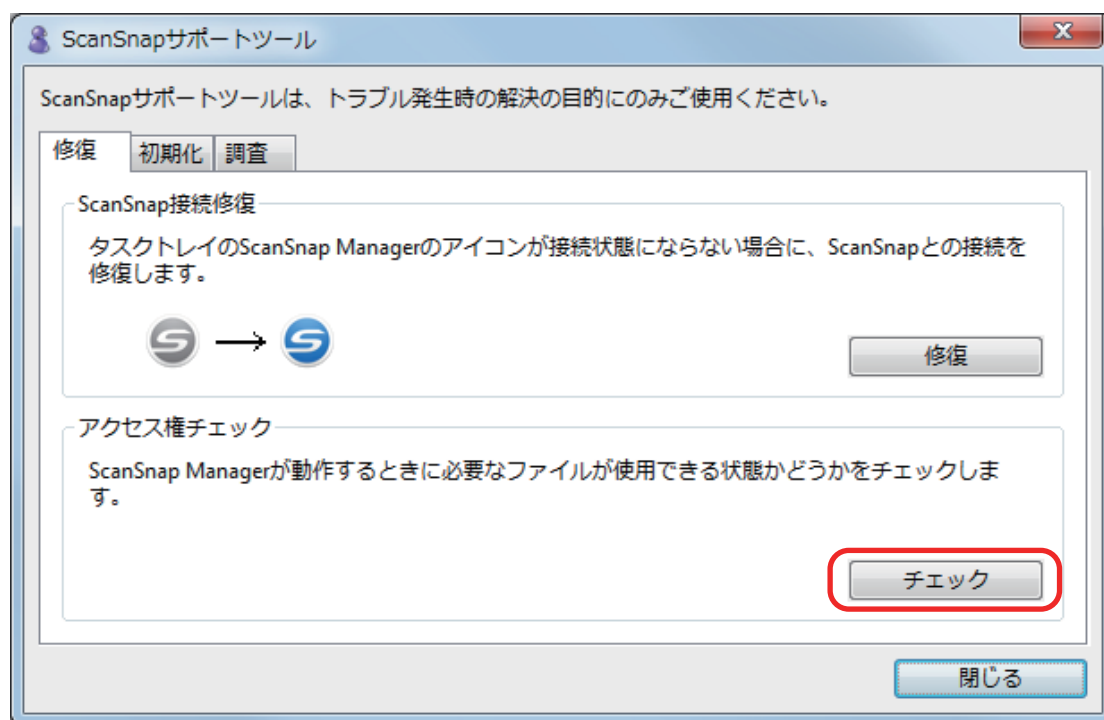 ScanSnapサポートツール
ScanSnapサポートツールは、トラブル発生時の解決の目的にのみご使用ください。
修復 初期化 調査
ScanSnap接続修復
タスクトレイのScanSnap Managerのアイコンが接続状態にならない場合に、ScanSnapとの接続を
修復します。
修復
アクセス権チェック
ScanSnap Managerが動作するときに必要なファイルが使用できる状態かどうかをチェックしま
す。
チェック
閉じる